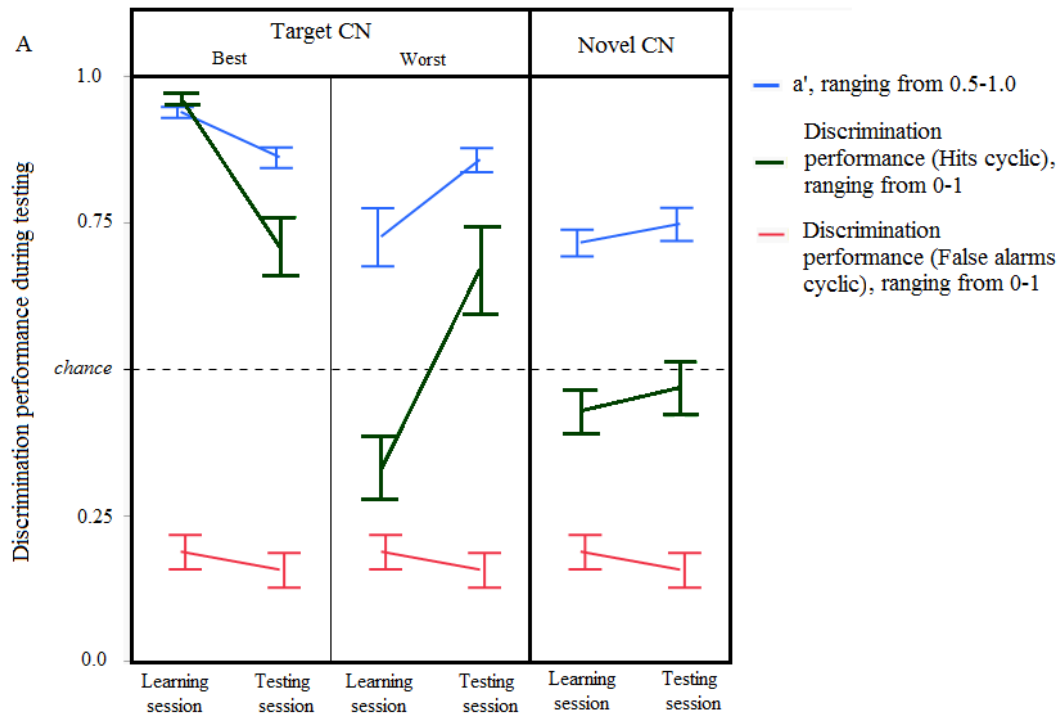 A
Target CN
Best
Worst
Novel CN
Discrimination performance during testing
1.0
0.75
chance
0.25
0.0
Learning
session
Testing
session
Learning
session
Testing
session
Learning
session
Testing
session
a', ranging from 0.5-1.0
Discrimination
performance (Hits cyclic),
ranging from 0-1
Discrimination
performance (False alarms
cyclic), ranging from 0-1